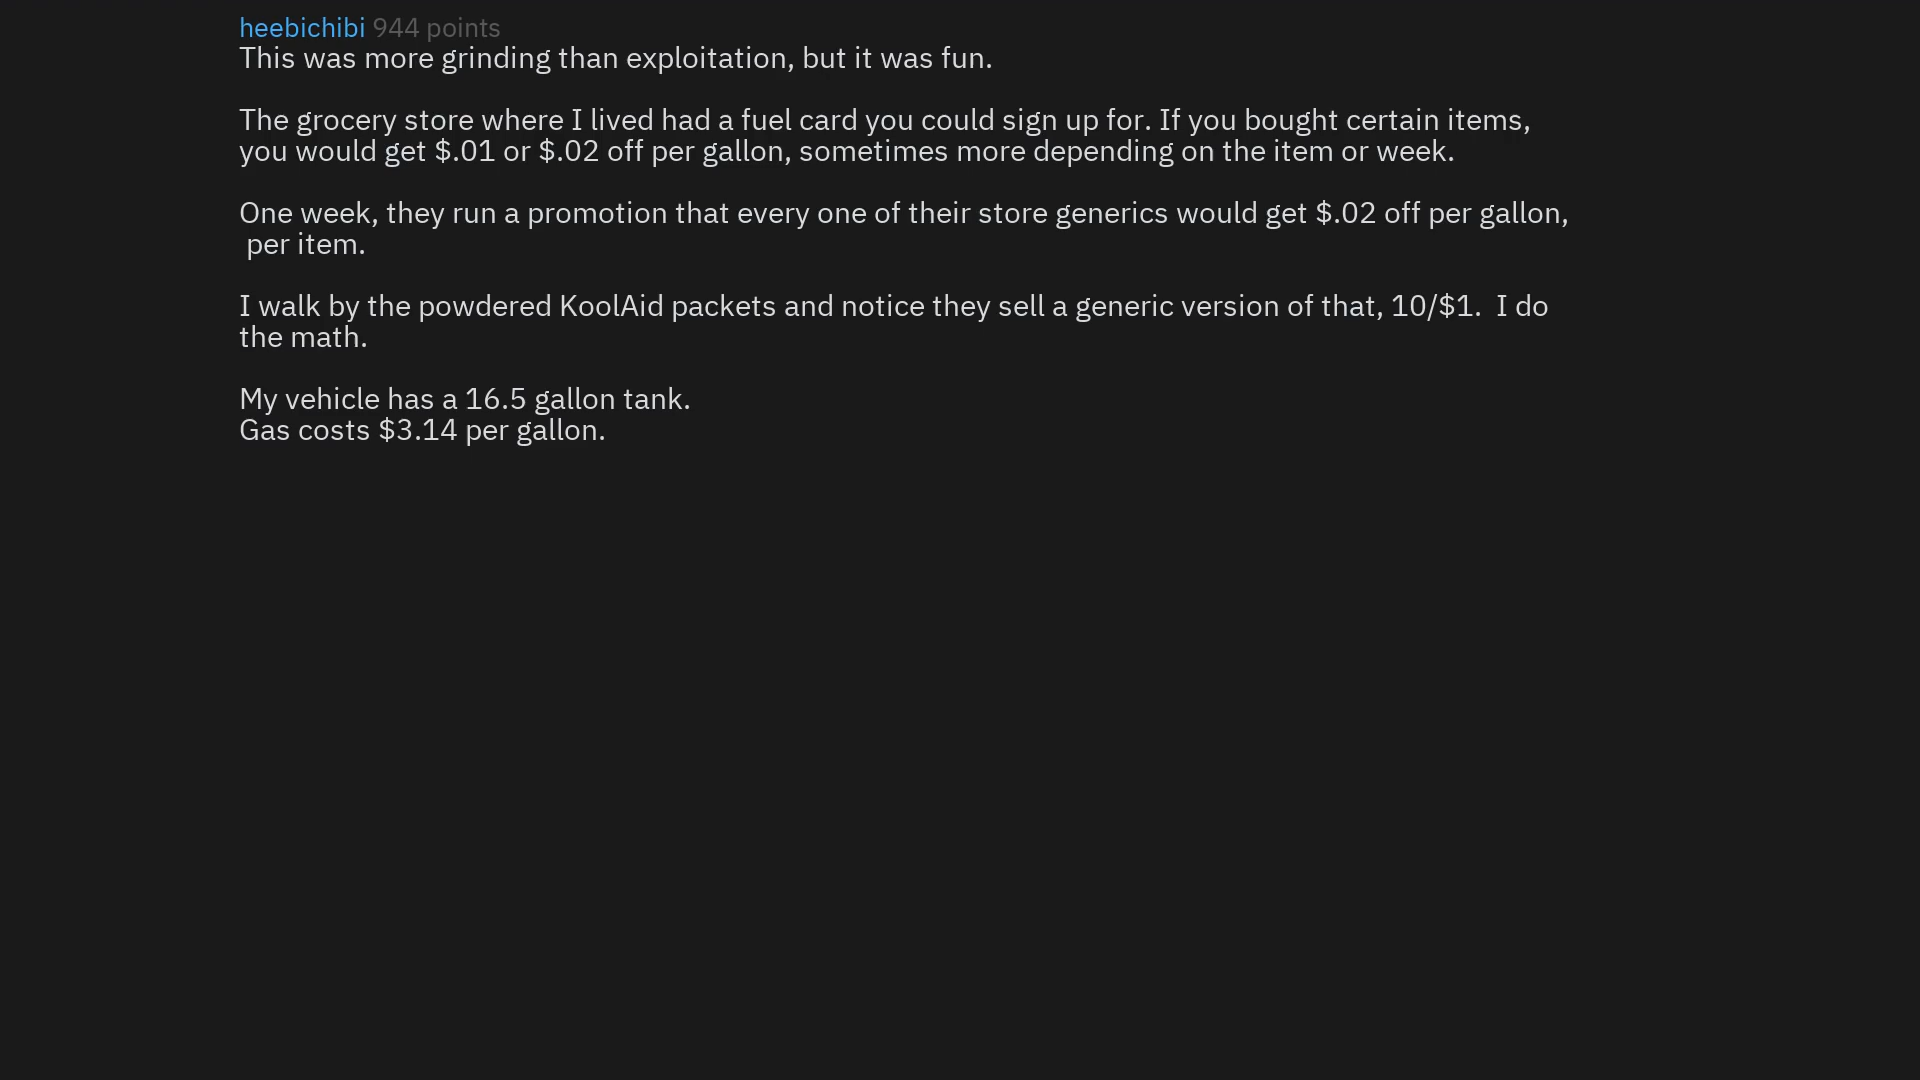 heebichibi 944 points
This was more grinding than exploitation, but it was fun.
The grocery store where I lived had a fuel card you could sign up for. If you bought certain items,
you would get $.01 or $.02 off per gallon, sometimes more depending on the item or week.
One week, they run a promotion that every one of their store generics would get $.02 off per gallon,
per item.
I walk by the powdered KoolAid packets and notice they sell a generic version of that, 10/$1.  I do
the math.
My vehicle has a 16.5 gallon tank.
Gas costs $3.14 per gallon.